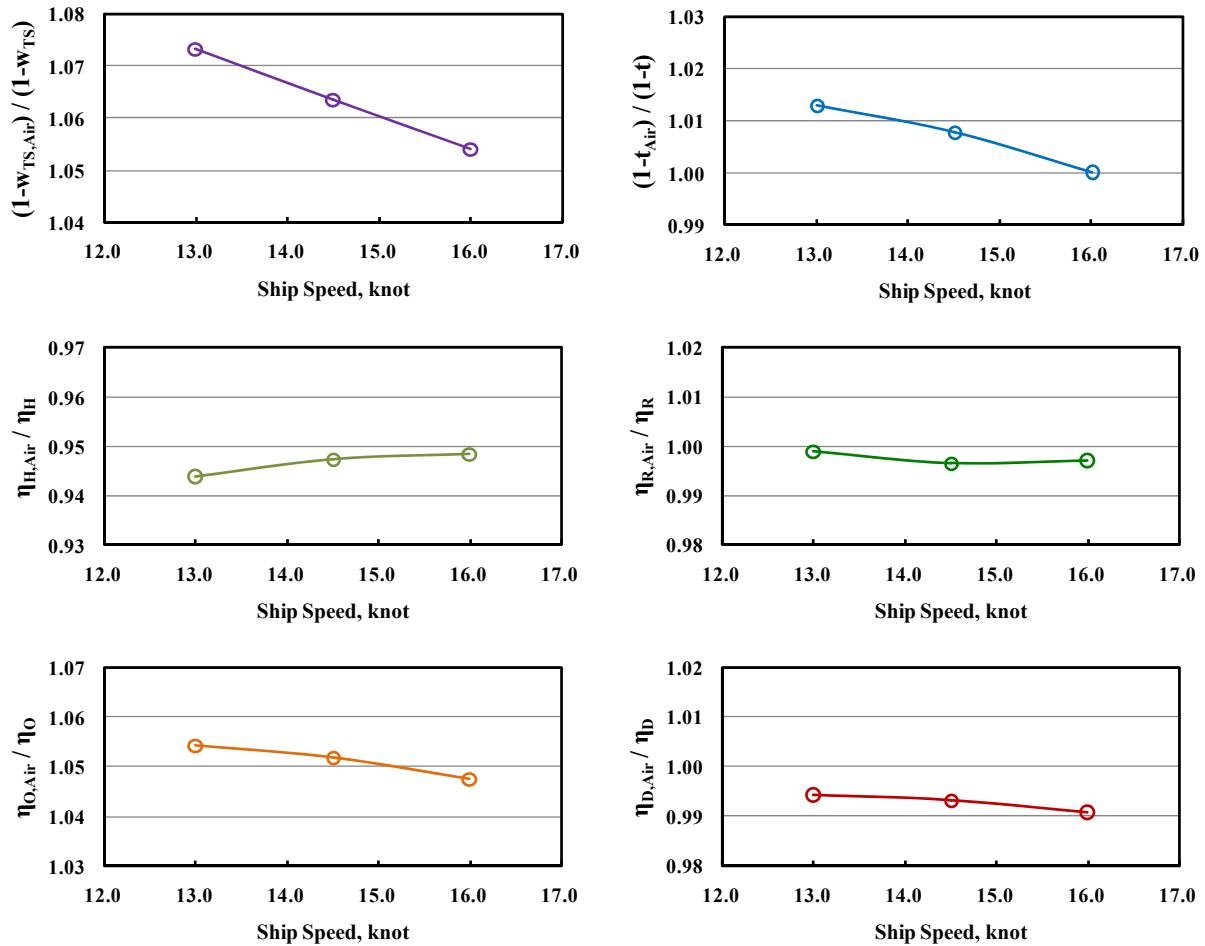 (1-wTS,Air) / (1-wTS)
1.08
1.07
1.06
1.05
1.04
12.0 13.0 14.0 15.0 16.0 17.0
Ship Speed, knot
(1-tAir) / (1-t)
1.03
1.02
1.01
1.00
0.99
12.0 13.0 14.0 15.0 16.0 17.0
Ship Speed, knot
ηH,Air / ηH
0.97
0.96
0.95
0.94
0.93
12.0 13.0 14.0 15.0 16.0 17.0
Ship Speed, knot
ηR,Air / ηR
1.02
1.01
1.00
0.99
0.98
12.0 13.0 14.0 15.0 16.0 17.0
Ship Speed, knot
ηO,Air / ηO
1.07
1.06
1.05
1.04
1.03
12.0 13.0 14.0 15.0 16.0 17.0
Ship Speed, knot
ηD,Air / ηD
1.02
1.01
1.00
0.99
0.98
12.0 13.0 14.0 15.0 16.0 17.0
Ship Speed, knot